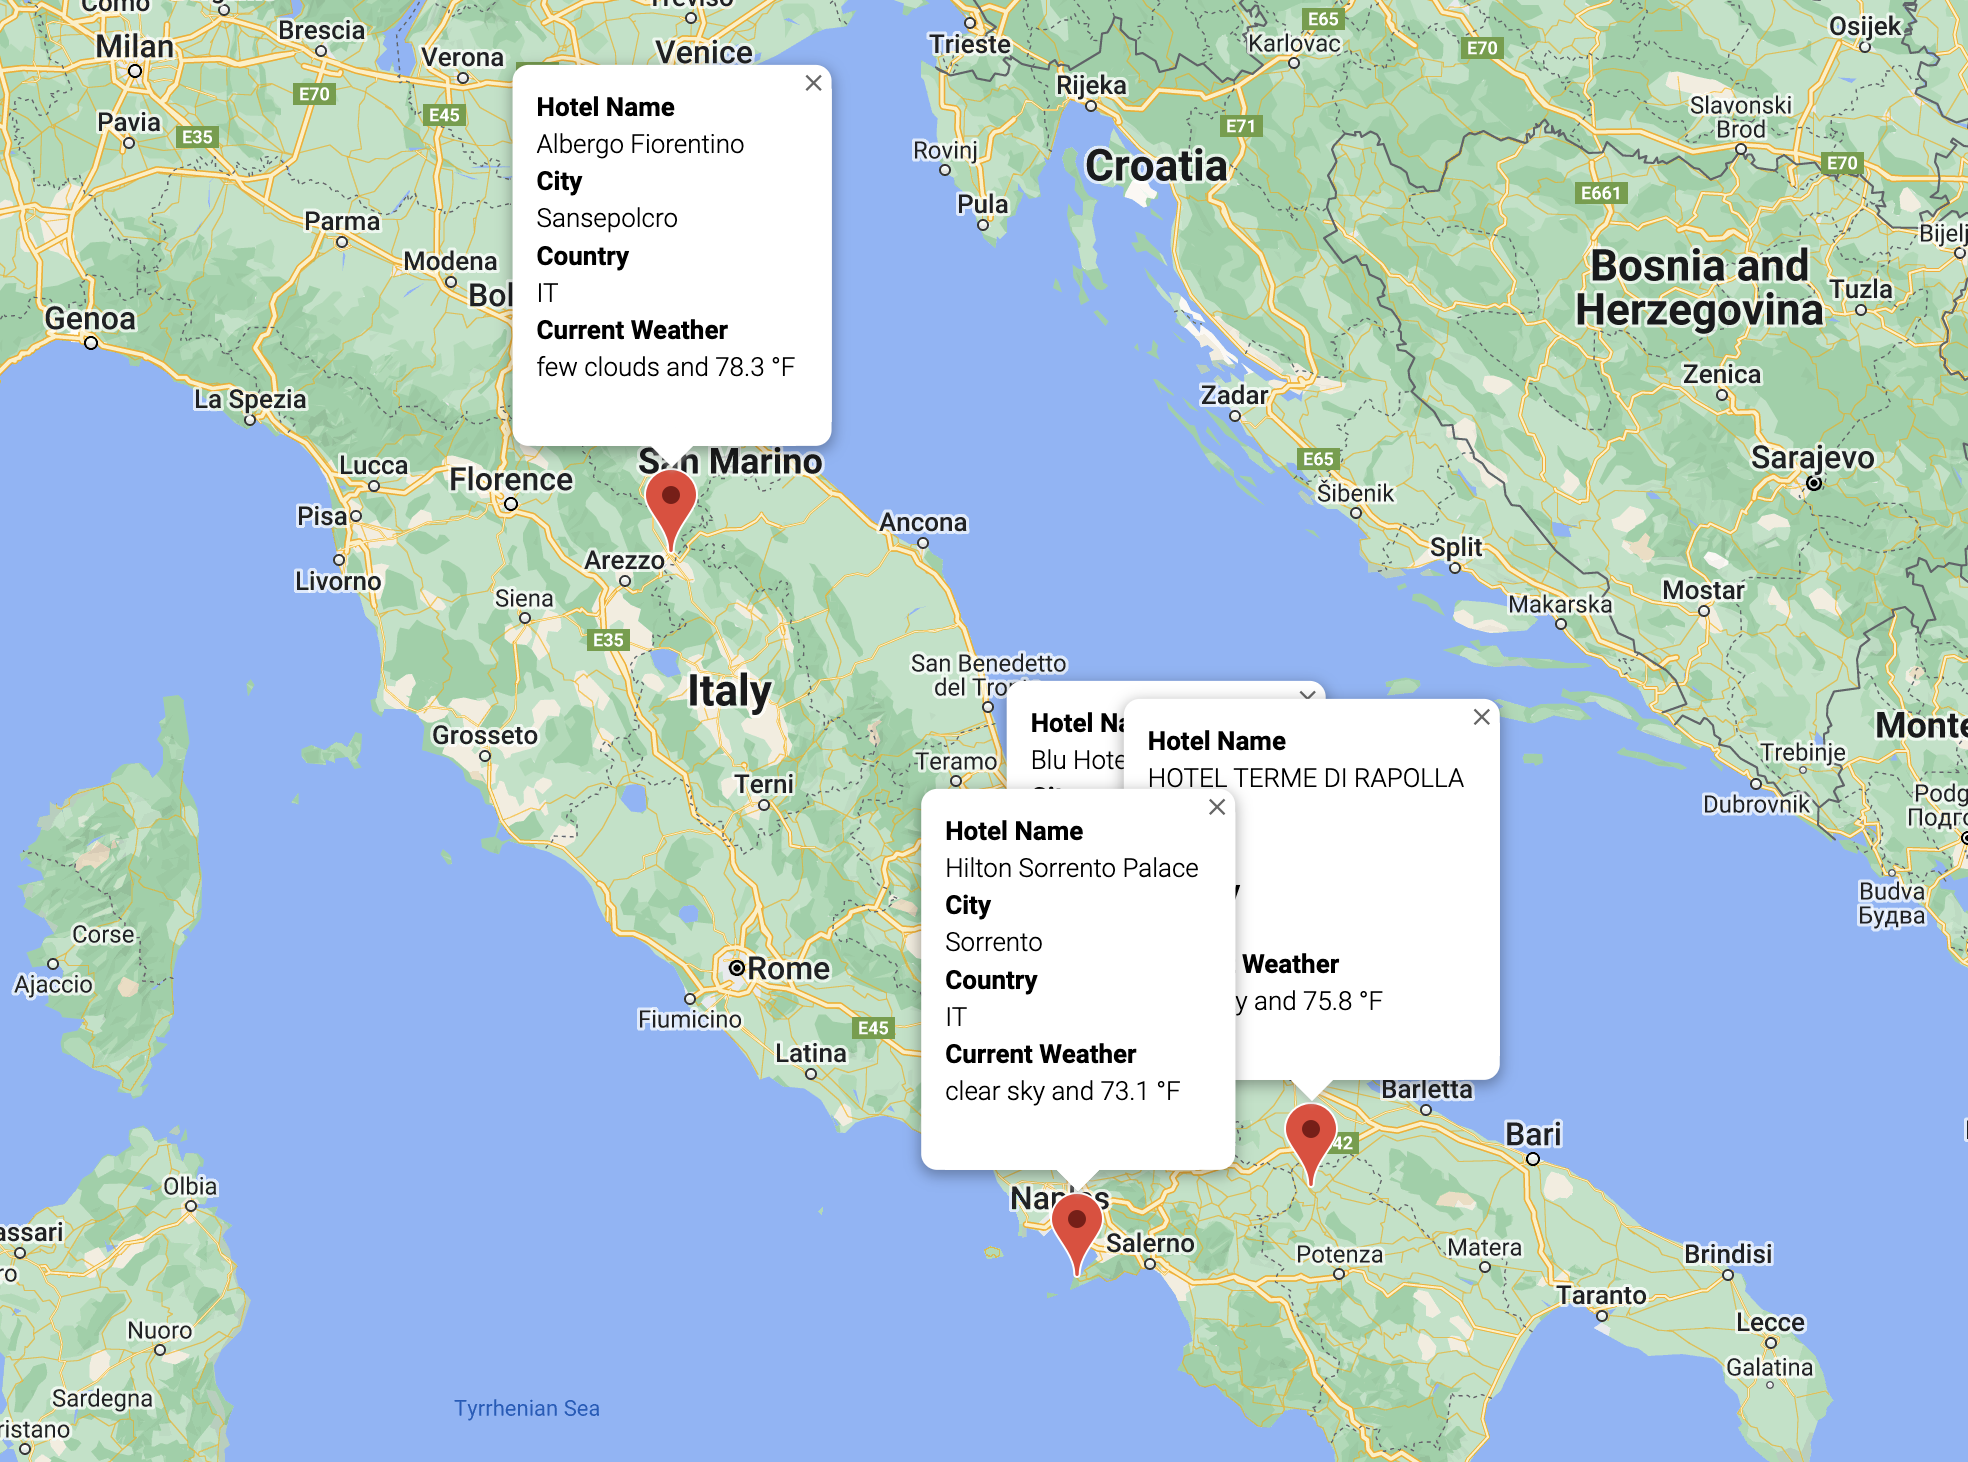 Como
Treviso
Milan
Brescia
Verona
Venice
Trieste
Karlovac
E65
E70
Osijek
Rijeka
E70
E45
Pavia
E35
E71
Slavonski
Brod
E70
Rovinj
Croatia
E661
Pula
Parma
Modena
Bol
Bosnia and
Herzegovina
Tuzla
Bijelj
Genoa
Hotel Name
Albergo Fiorentino
City
Sansepolcro
Country
IT
Current Weather
few clouds and 78.3 °F
La Spezia
Zadar
Zenica
Lucca
Florence
San Marino
E65
Sarajevo
Pisa
Šibenik
Ancona
Livorno
Arezzo
Split
Siena
Mostar
Makarska
E35
San Benedetto
del Tronto
Italy
Grosseto
Teramo
Terni
Monte
Trebinje
Dubrovnik
Podg
Подго
Budva
Будва
Hotel Na
Blu Hote
Hotel Name
HOTEL TERME DI RAPOLLA
y
Weather
y and 75.8 °F
Hotel Name
Hilton Sorrento Palace
City
Sorrento
Country
IT
Current Weather
clear sky and 73.1 °F
Corse
Ajaccio
Rome
Fiumicino
E45
Latina
Barletta
42
Bari
Olbia
Naples
Salerno
assari
ro
Potenza
Matera
Brindisi
Taranto
Nuoro
Lecce
Galatina
Sardegna
ristano
Tyrrhenian Sea